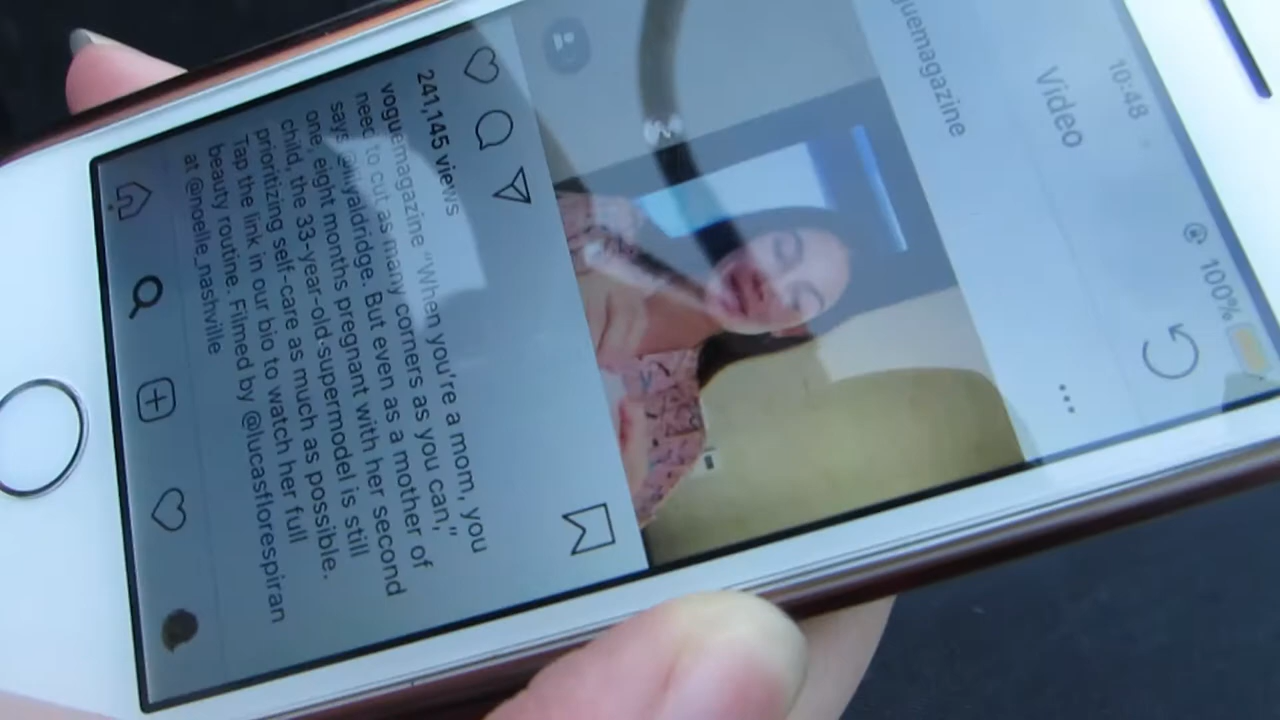 10:48
100%
Video
guemagazine
241,145 views
voguemagazine “When you're a mom, you
need to cut as many corners as you can,”
says @lilyaldridge. But even as a mother of
one, eight months pregnant with her second
child, the 33-year-old-supermodel is still
prioritizing self-care as much as possible.
Tap the link in our bio to watch her full
beauty routine. Filmed by @lucasflorespiran
at @noelle_nashville